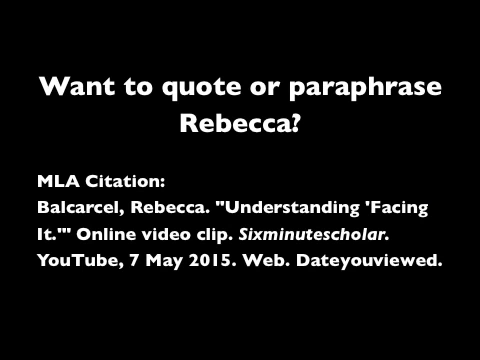 Want to quote or paraphrase
Rebecca?
MLA Citation:
Balcarcel, Rebecca. "Understanding 'Facing
It.'" Online video clip. Sixminutescholar.
YouTube, 7 May 2015. Web. Dateyouviewed.